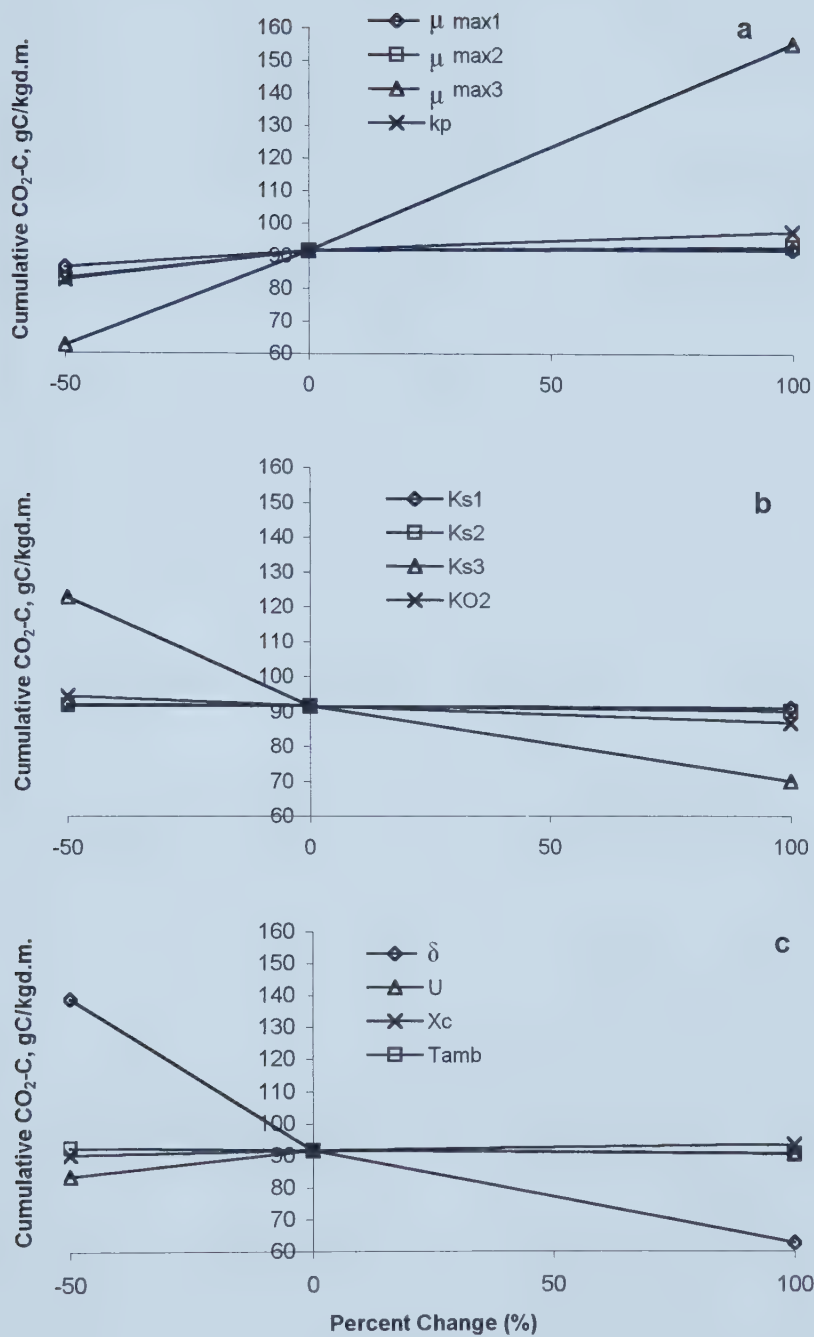 a
Cumulative CO₂-C, gC/kgd.m.
160
150
140
130
120
110
100
90
80
70
60
μ max1
μ max2
μ max3
kp
-50
0
50
100
b
Cumulative CO₂-C, gC/kgd.m.
160
150
140
130
120
110
100
90
80
70
60
Ks1
Ks2
Ks3
KO2
-50
0
50
100
c
Cumulative CO₂-C, gC/kgd.m.
160
150
140
130
120
110
100
90
80
70
60
δ
U
Xc
Tamb
-50
0
50
100
Percent Change (%)